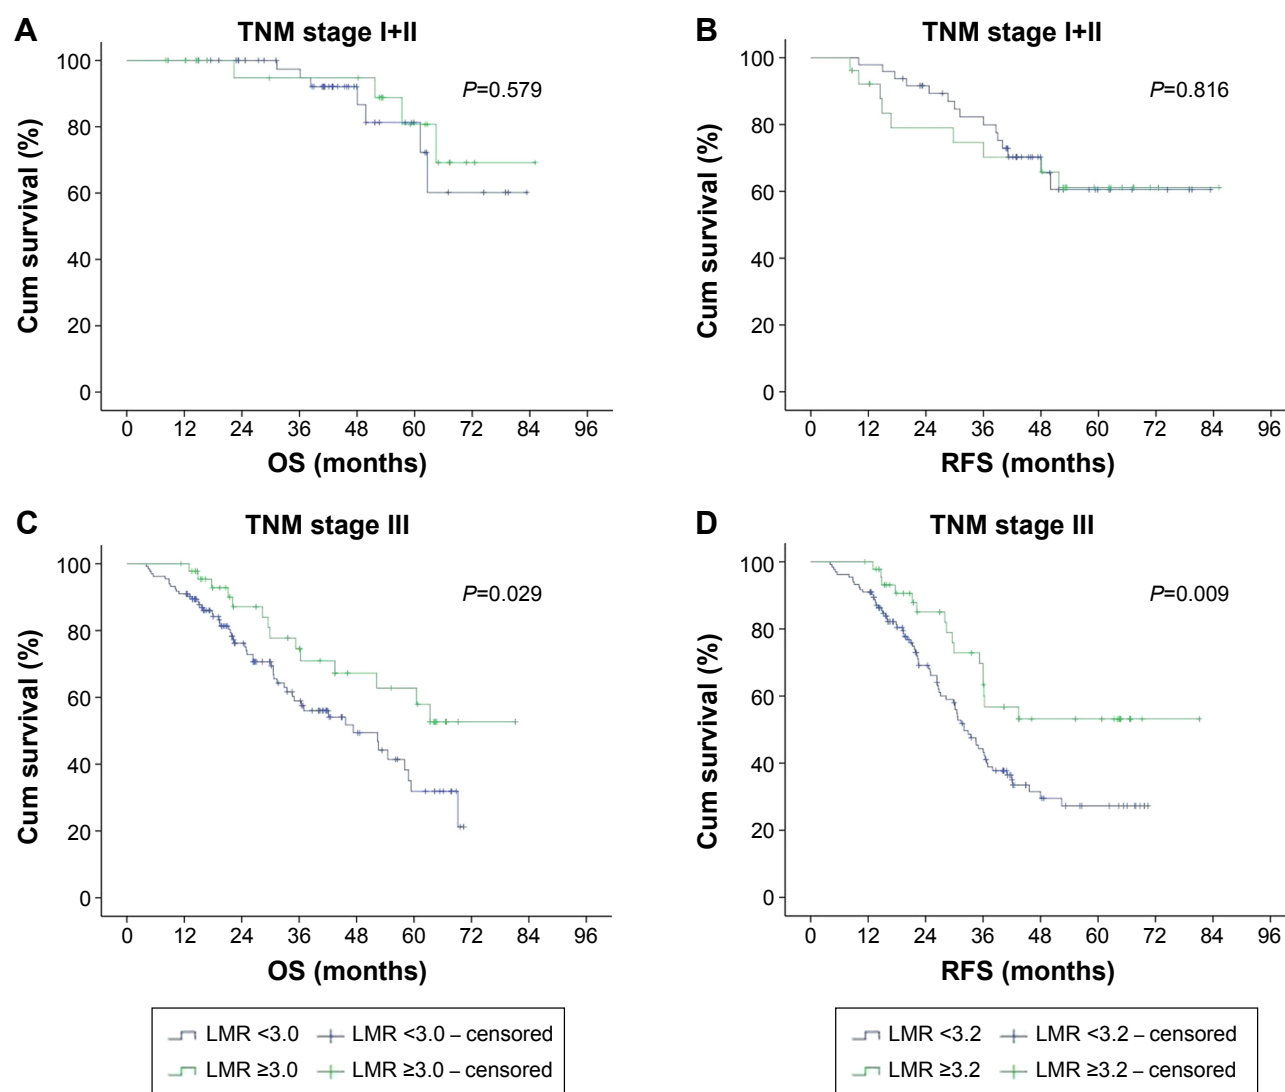 A
TNM stage I+II
Cum survival (%)
100
80
60
40
20
0
P=0.579
0 12 24 36 48 60 72 84 96
OS (months)
B
TNM stage I+II
Cum survival (%)
100
80
60
40
20
0
P=0.816
0 12 24 36 48 60 72 84 96
RFS (months)
C
TNM stage III
Cum survival (%)
100
80
60
40
20
0
P=0.029
0 12 24 36 48 60 72 84 96
OS (months)
D
TNM stage III
Cum survival (%)
100
80
60
40
20
0
P=0.009
0 12 24 36 48 60 72 84 96
RFS (months)
LMR <3.0 LMR <3.0 – censored
LMR ≥3.0 LMR ≥3.0 – censored
LMR <3.2 LMR <3.2 – censored
LMR ≥3.2 LMR ≥3.2 – censored